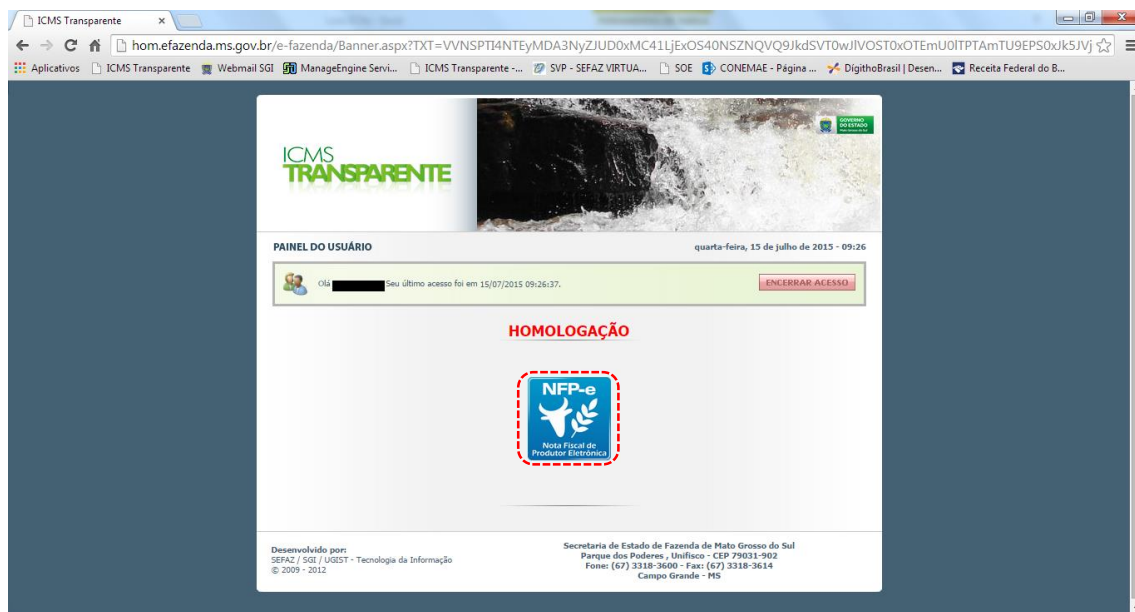 ICMS Transparente
hom.efazenda.ms.gov.br/e-fazenda/Banner.aspx?TXT=VVNSPTI4NTEyMDA3NyZJUD0xMC41LjExOS40NSZNQVQ9JkdSVT0wJlVOST0xOTEmU0lTPTAmTU9EPS0xJk5JVj
Aplicativos ICMS Transparente Webmail SGI ManageEngine Servi... ICMS Transparente -... SVP - SEFAZ VIRTUA... SOE CONEMAE - Página ... DígithoBrasil | Desen... Receita Federal do B...
GOVERNO
DO ESTADO
ICMS
TRANSPARENTE
PAINEL DO USUÁRIO quarta-feira, 15 de julho de 2015 - 09:26
Olá Seu último acesso foi em 15/07/2015 09:26:37. ENCERRAR ACESSO
HOMOLOGAÇÃO
NFP-e
Nota Fiscal de
Produtor Eletrônica
Desenvolvido por:
SEFAZ / SGI / UGIST - Tecnologia da Informação
© 2009 - 2012
Secretaria de Estado de Fazenda de Mato Grosso do Sul
Parque dos Poderes , Unifisco - CEP 79031-902
Fone: (67) 3318-3600 - Fax: (67) 3318-3614
Campo Grande - MS